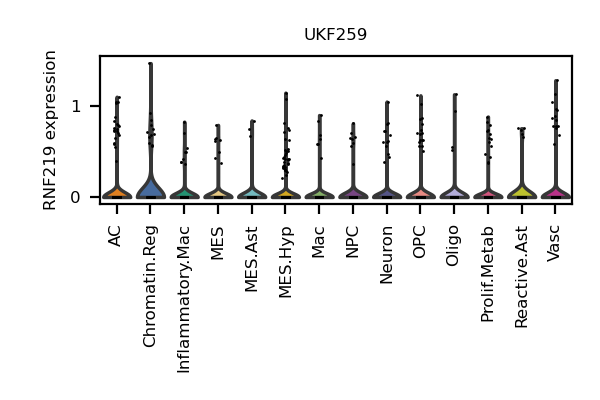 UKF259
RNF219 expression
1
0
AC
Chromatin.Reg
Inflammatory.Mac
MES
MES.Ast
MES.Hyp
Mac
NPC
Neuron
OPC
Oligo
Prolif.Metab
Reactive.Ast
Vasc